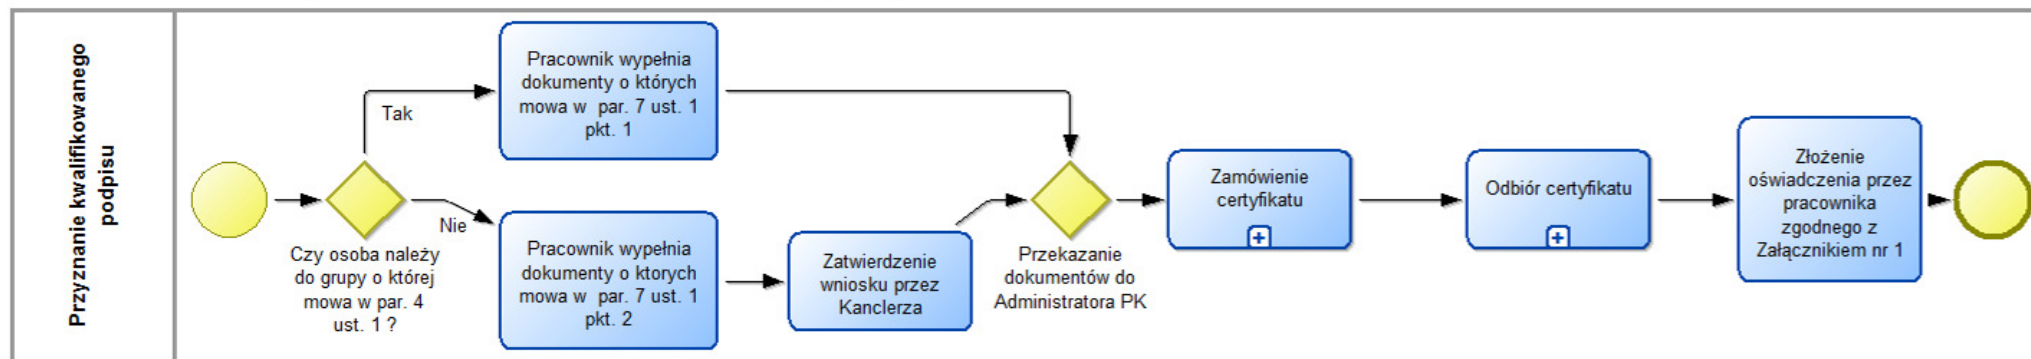 Przyznanie kwalifikowanego
podpisu
Czy osoba należy
do grupy o której
mowa w par. 4
ust. 1 ?
Tak
Pracownik wypełnia
dokumenty o których
mowa w par. 7 ust. 1
pkt. 1
Nie
Pracownik wypełnia
dokumenty o ktorych
mowa w par. 7 ust. 1
pkt. 2
Zatwierdzenie
wniosku przez
Kanclerza
Przekazanie
dokumentów do
Administratora PK
Zamówienie
certyfikatu
Odbiór certyfikatu
Złożenie
oświadczenia przez
pracownika
zgodnego z
Załącznikiem nr 1